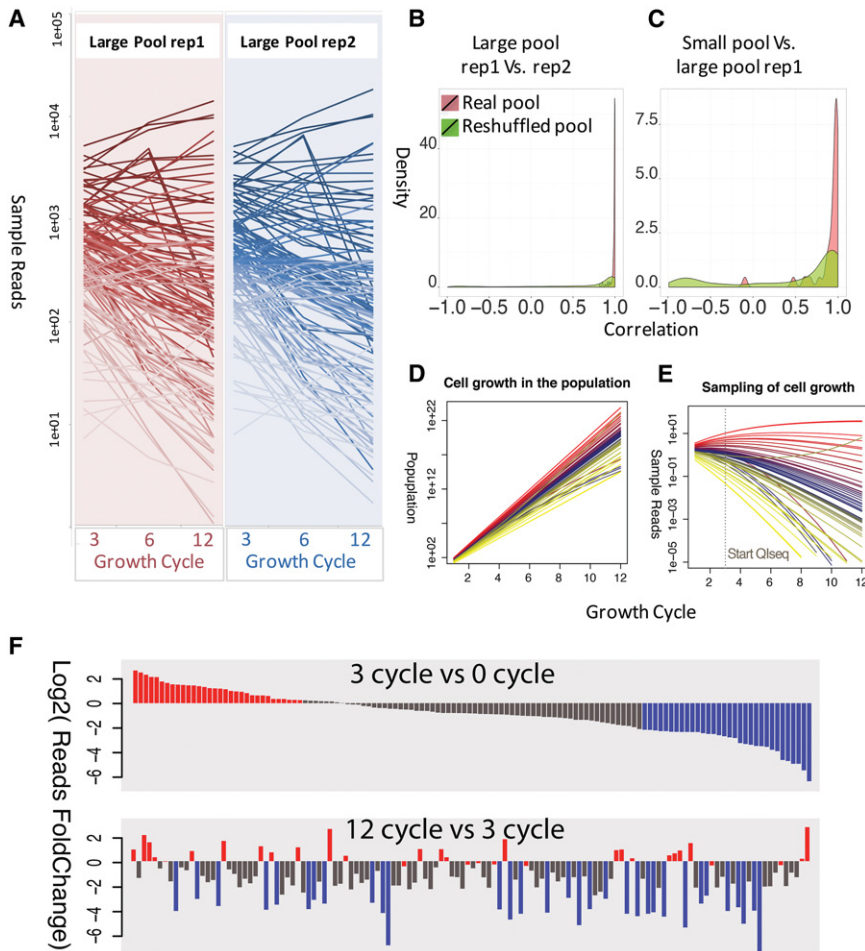 A
Large Pool rep1
Large Pool rep2
Sample Reads
1e+05
1e+04
1e+03
1e+02
1e+01
3 6 12
Growth Cycle
3 6 12
Growth Cycle
B
Large pool
rep1 Vs. rep2
Real pool
Reshuffled pool
Density
40
20
0
-1.0 -0.5 0.0 0.5 1.0
C
Small pool Vs.
large pool rep1
7.5
5.0
2.5
0.0
-1.0 -0.5 0.0 0.5 1.0
Correlation
D
Cell growth in the population
Popuplation
1e+22
1e+12
1e+02
2 4 6 8 10 12
E
Sampling of cell growth
Sample Reads
1e+01
1e−01
1e−03
1e−05
Start QIseq
2 4 6 8 10 12
Growth Cycle
F
Log2( Reads FoldChange)
3 cycle vs 0 cycle
2
0
-2
-4
-6
12 cycle vs 3 cycle
2
0
-2
-4
-6